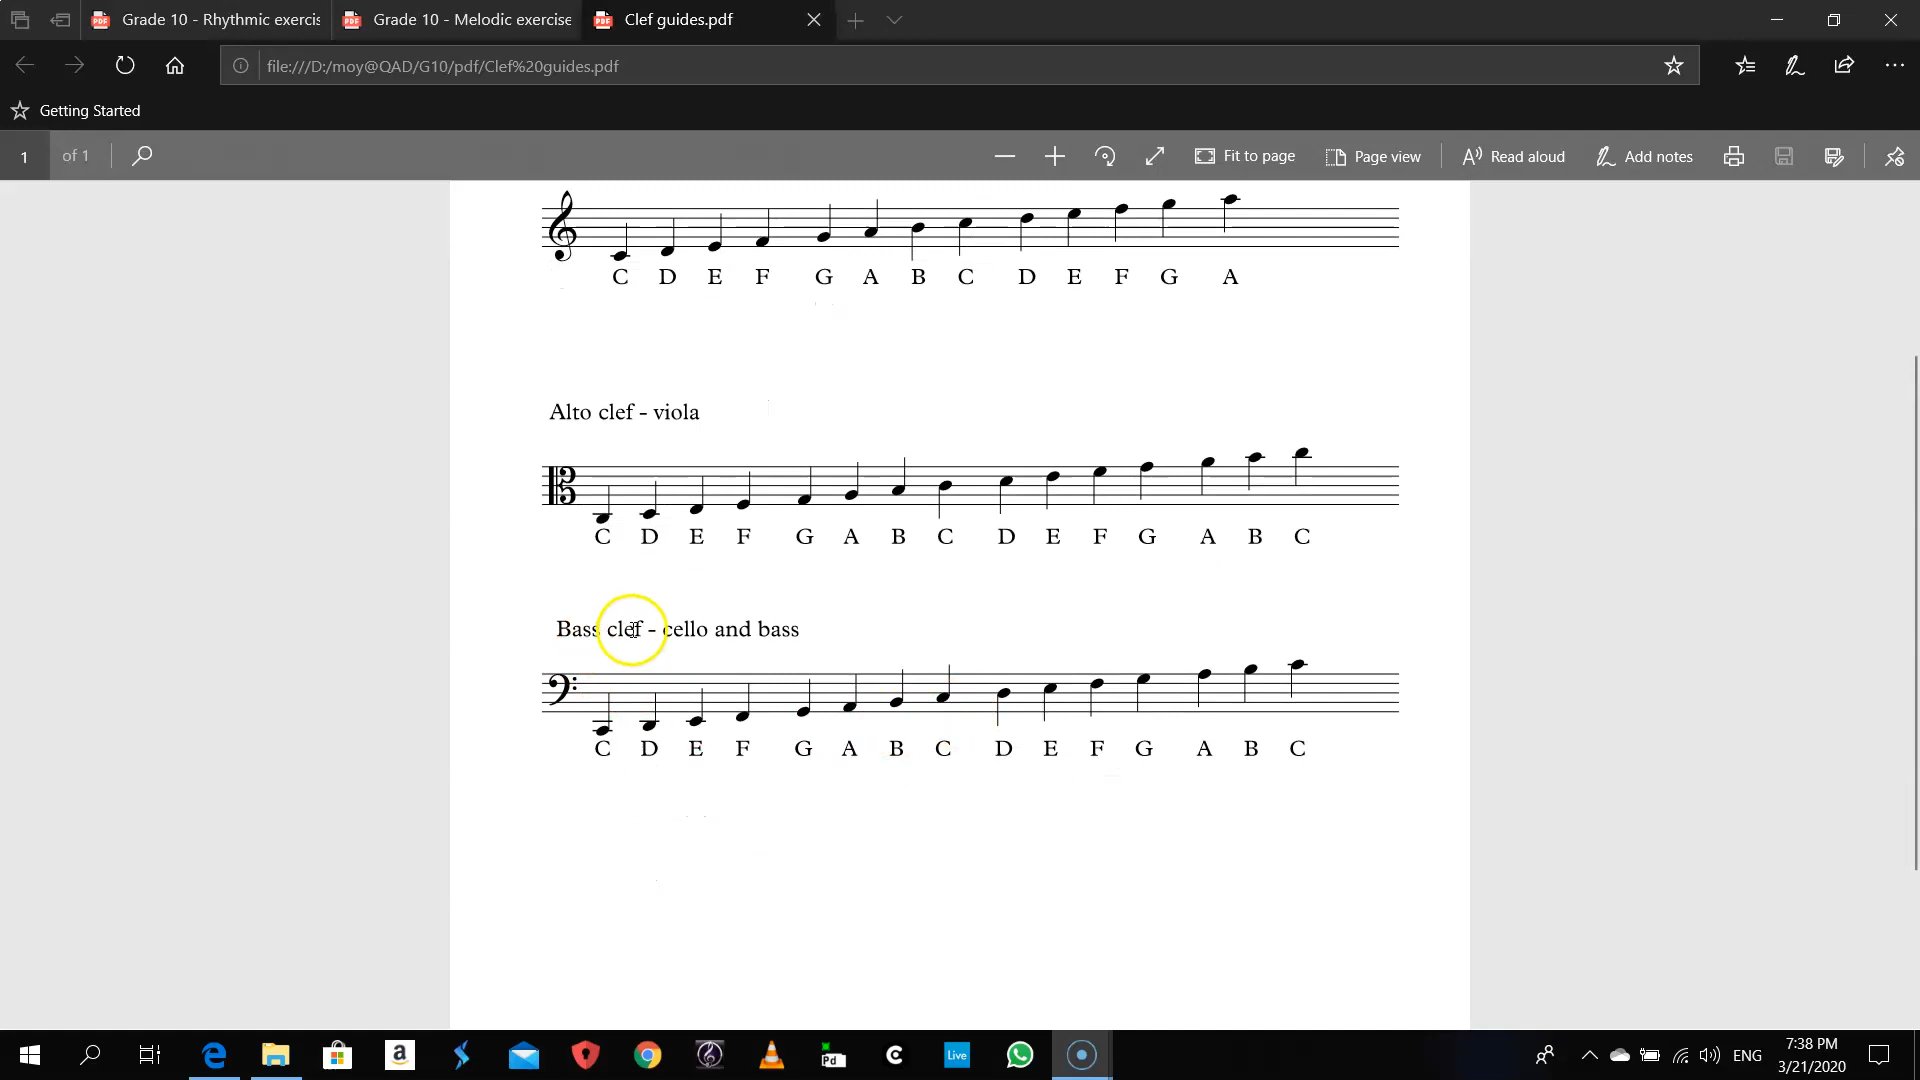 Grade 10 - Rhythmic exercis
Grade 10 - Melodic exercise
Clef guides.pdf
file:///D:/moy@QAD/G10/pdf/Clef%20guides.pdf
Getting Started
1 of 1
Fit to page
Page view
Read aloud
Add notes
C D E F G A B C D E F G A
Alto clef - viola
C D E F G A B C D E F G A B C
Bass clef - cello and bass
C D E F G A B C D E F G A B C
a
Pd
C
Live
ENG
7:38 PM
3/21/2020